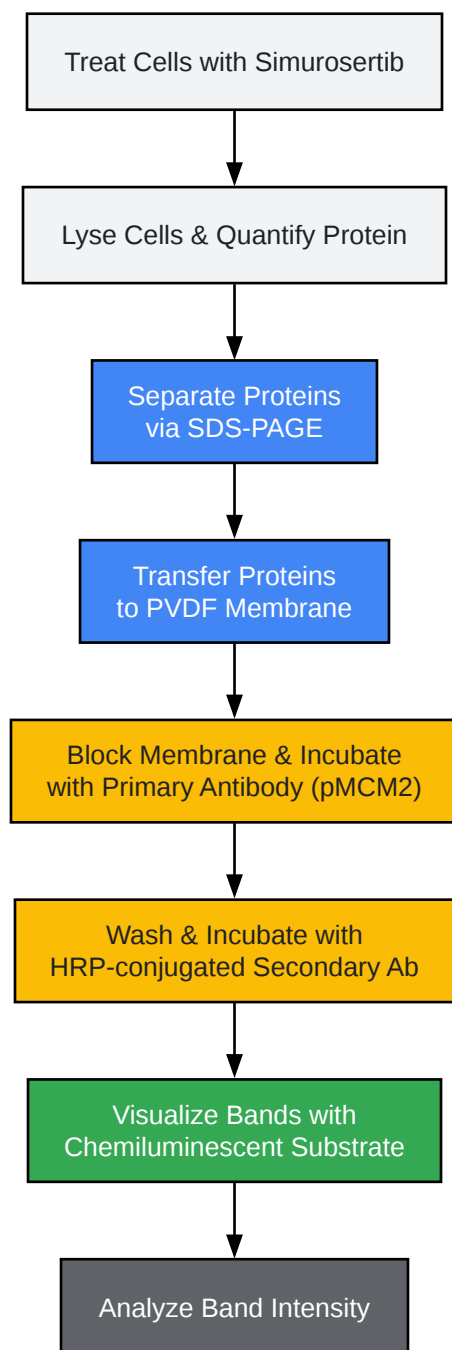 Treat Cells with Simurosertib
Lyse Cells & Quantify Protein
Separate Proteins
via SDS-PAGE
Transfer Proteins
to PVDF Membrane
Block Membrane & Incubate
with Primary Antibody (pMCM2)
Wash & Incubate with
HRP-conjugated Secondary Ab
Visualize Bands with
Chemiluminescent Substrate
Analyze Band Intensity